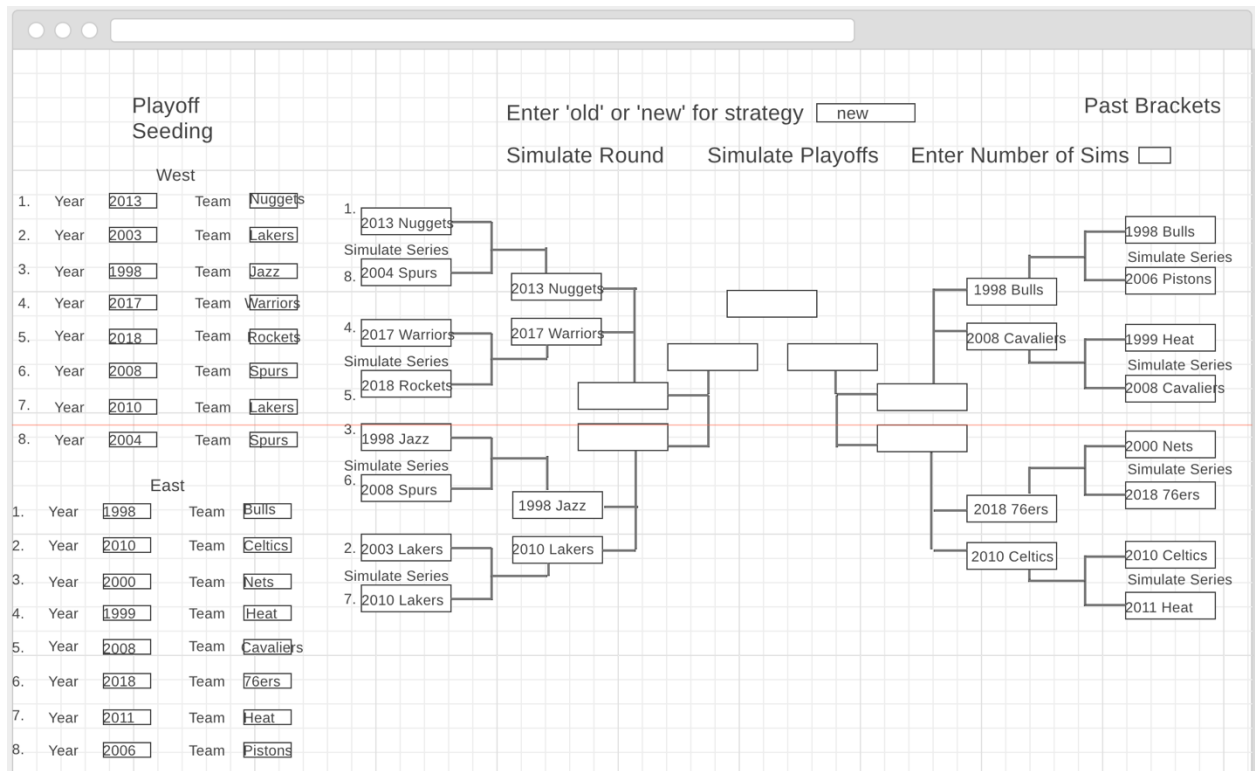 Playoff
Seeding
Enter 'old' or 'new' for strategy new
Past Brackets
Simulate Round Simulate Playoffs Enter Number of Sims
West
1. Year 2013 Team Nuggets
2. Year 2003 Team Lakers
3. Year 1998 Team Jazz
4. Year 2017 Team Warriors
5. Year 2018 Team Rockets
6. Year 2008 Team Spurs
7. Year 2010 Team Lakers
8. Year 2004 Team Spurs
East
1. Year 1998 Team Bulls
2. Year 2010 Team Celtics
3. Year 2000 Team Nets
4. Year 1999 Team Heat
5. Year 2008 Team Cavaliers
6. Year 2018 Team 76ers
7. Year 2011 Team Heat
8. Year 2006 Team Pistons
1. 2013 Nuggets
Simulate Series
8. 2004 Spurs
4. 2017 Warriors
Simulate Series
5. 2018 Rockets
3. 1998 Jazz
Simulate Series
6. 2008 Spurs
2. 2003 Lakers
Simulate Series
7. 2010 Lakers
2013 Nuggets
2017 Warriors
1998 Jazz
2010 Lakers
1998 Bulls
2008 Cavaliers
2018 76ers
2010 Celtics
1998 Bulls
Simulate Series
2006 Pistons
1999 Heat
Simulate Series
2008 Cavaliers
2000 Nets
Simulate Series
2018 76ers
2010 Celtics
Simulate Series
2011 Heat